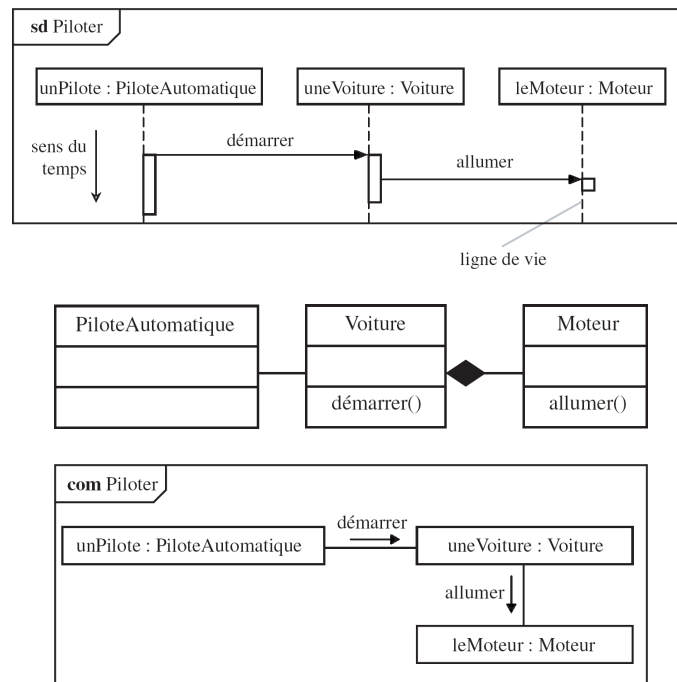 sd Piloter
unPilote : PiloteAutomatique
uneVoiture : Voiture
leMoteur : Moteur
sens du
temps
démarrer
allumer
ligne de vie
PiloteAutomatique
Voiture
Moteur
démarrer()
allumer()
com Piloter
démarrer
unPilote : PiloteAutomatique
uneVoiture : Voiture
allumer
leMoteur : Moteur